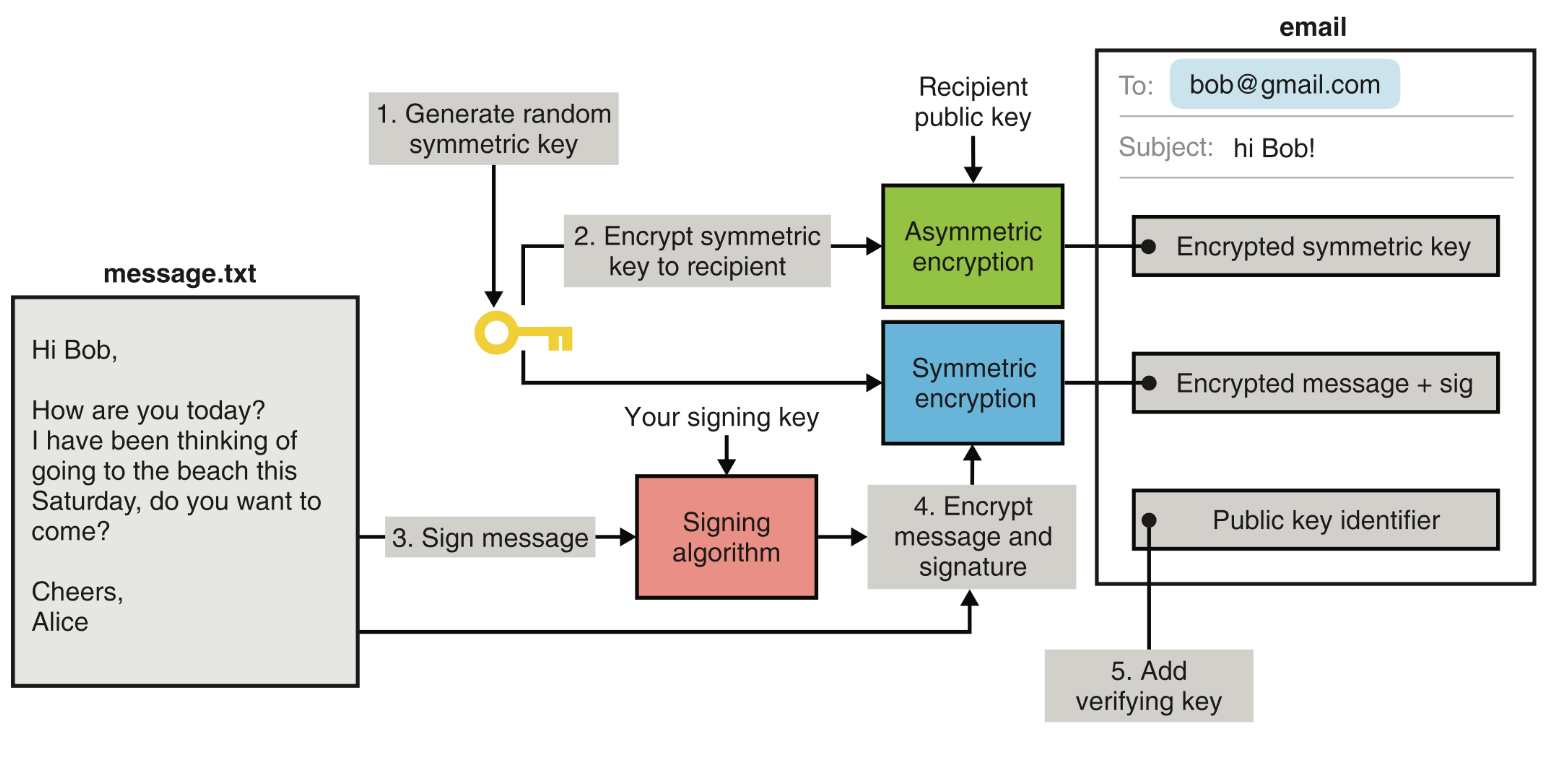 email
To: bob@gmail.com
Subject: hi Bob!
Recipient
public key
1. Generate random
symmetric key
2. Encrypt symmetric
key to recipient
Asymmetric
encryption
Encrypted symmetric key
message.txt
Hi Bob,
How are you today?
I have been thinking of
going to the beach this
Saturday, do you want to
come?
Cheers,
Alice
Symmetric
encryption
Encrypted message + sig
Your signing key
3. Sign message
Signing
algorithm
4. Encrypt
message and
signature
Public key identifier
5. Add
verifying key